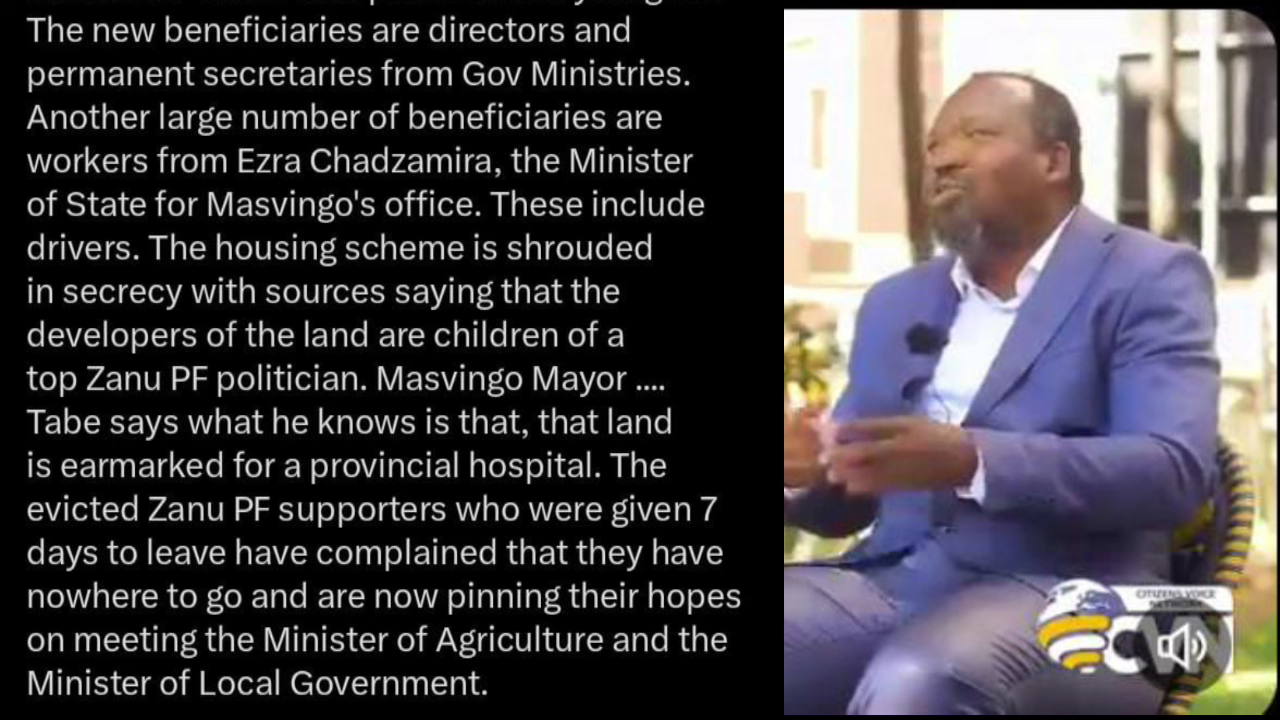 The new beneficiaries are directors and
permanent secretaries from Gov Ministries.
Another large number of beneficiaries are
workers from Ezra Chadzamira, the Minister
of State for Masvingo's office. These include
drivers. The housing scheme is shrouded
in secrecy with sources saying that the
developers of the land are children of a
top Zanu PF politician. Masvingo Mayor ....
Tabe says what he knows is that, that land
is earmarked for a provincial hospital. The
evicted Zanu PF supporters who were given 7
days to leave have complained that they have
nowhere to go and are now pinning their hopes
on meeting the Minister of Agriculture and the
Minister of Local Government.
CITIZENS VOICE
NETWORK
CVN